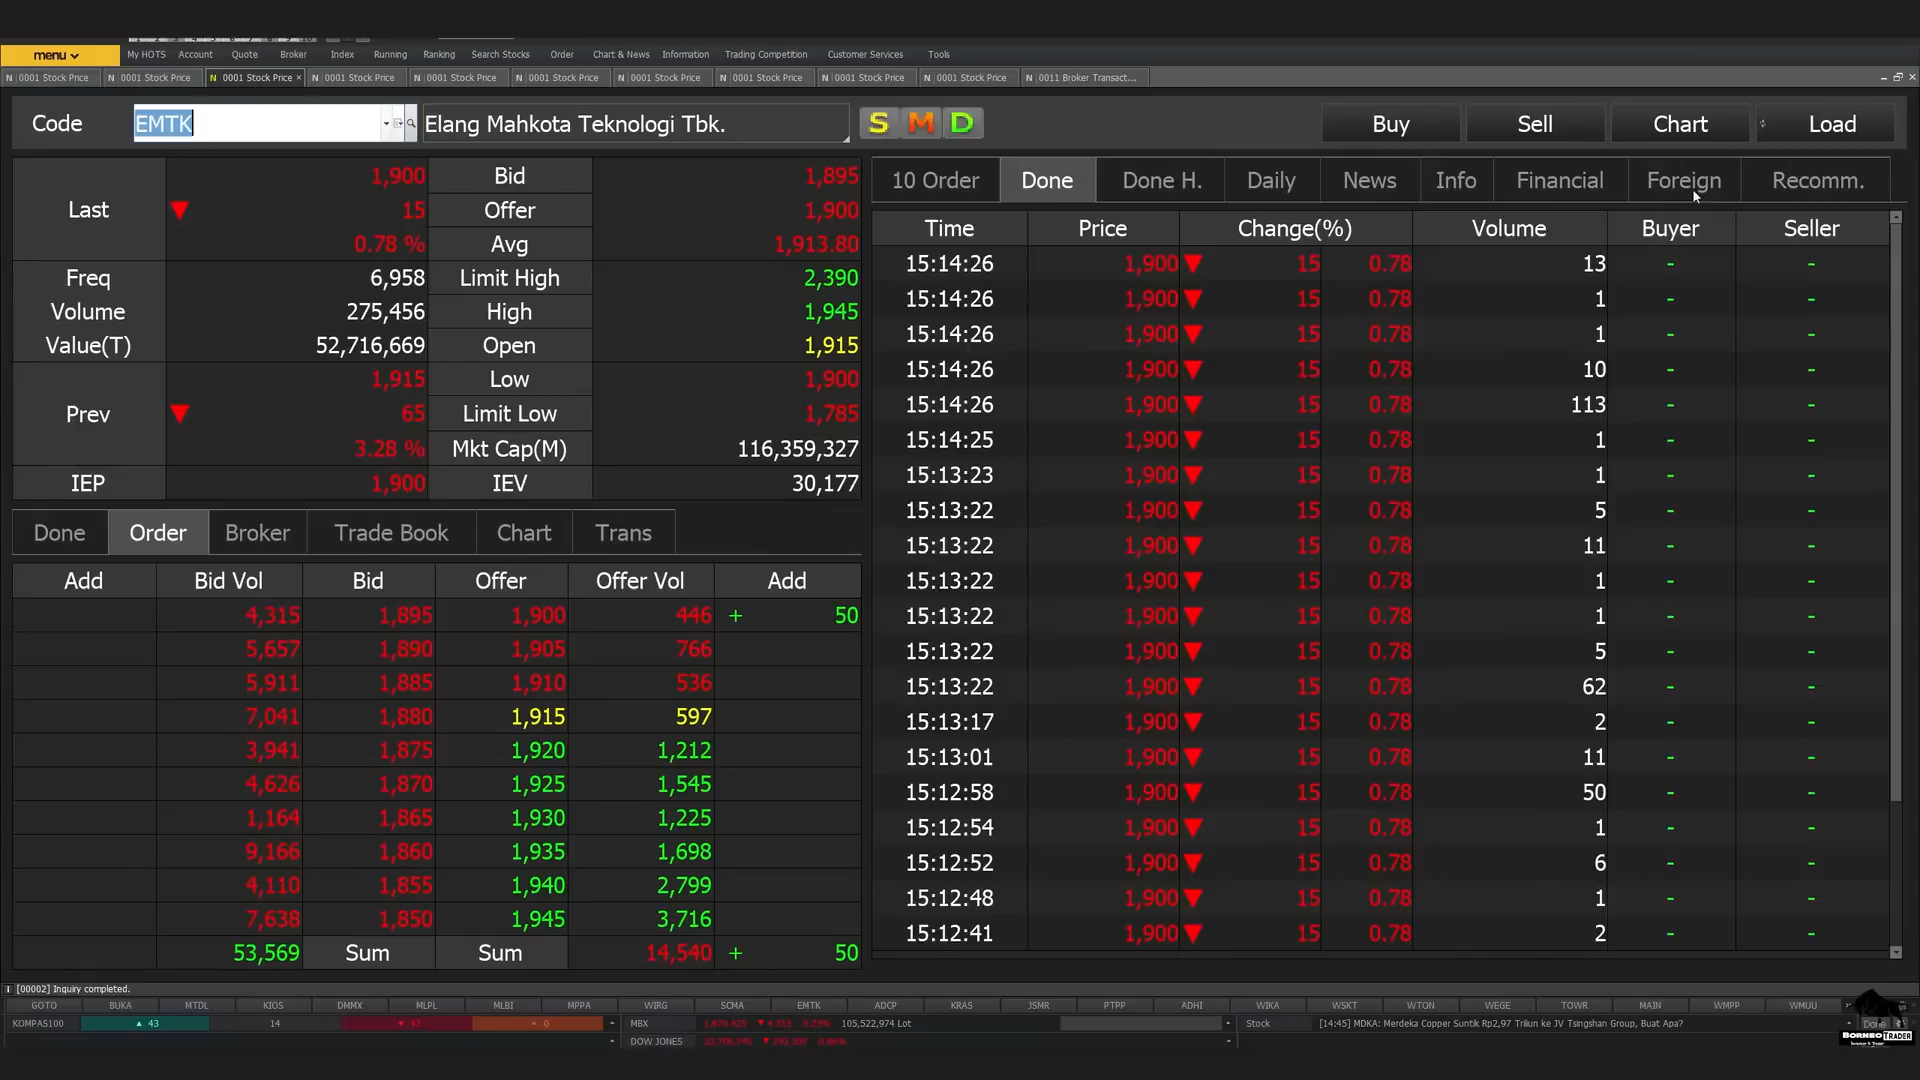 menu My HOTS Account Quote Broker Index Running Ranking Search Stocks Order Chart & News Information Trading Competition Customer Services Tools
N 0001 Stock Price N 0001 Stock Price N 0001 Stock Price × N 0001 Stock Price N 0001 Stock Price N 0001 Stock Price N 0001 Stock Price N 0001 Stock Price N 0001 Stock Price N 0001 Stock Price N 0011 Broker Transact...
Code EMTK Elang Mahkota Teknologi Tbk. S M D Buy Sell Chart Load
Last ▼ 1,900 15 0.78 %
Bid 1,895
Offer 1,900
Avg 1,913.80
Freq 6,958 Limit High 2,390
Volume 275,456 High 1,945
Value(T) 52,716,669 Open 1,915
Prev ▼ 1,915 65 3.28 %
Low 1,900
Limit Low 1,785
Mkt Cap(M) 116,359,327
IEP 1,900 IEV 30,177
Done Order Broker Trade Book Chart Trans
Add Bid Vol Bid Offer Offer Vol Add
4,315 1,895 1,900 446 + 50
5,657 1,890 1,905 766
5,911 1,885 1,910 536
7,041 1,880 1,915 597
3,941 1,875 1,920 1,212
4,626 1,870 1,925 1,545
1,164 1,865 1,930 1,225
9,166 1,860 1,935 1,698
4,110 1,855 1,940 2,799
7,638 1,850 1,945 3,716
53,569 Sum Sum 14,540 + 50
10 Order Done Done H. Daily News Info Financial Foreign Recomm.
Time Price Change(%) Volume Buyer Seller
15:14:26 1,900 ▼ 15 0.78 13 - -
15:14:26 1,900 ▼ 15 0.78 1 - -
15:14:26 1,900 ▼ 15 0.78 1 - -
15:14:26 1,900 ▼ 15 0.78 10 - -
15:14:26 1,900 ▼ 15 0.78 113 - -
15:14:25 1,900 ▼ 15 0.78 1 - -
15:13:23 1,900 ▼ 15 0.78 1 - -
15:13:22 1,900 ▼ 15 0.78 5 - -
15:13:22 1,900 ▼ 15 0.78 11 - -
15:13:22 1,900 ▼ 15 0.78 1 - -
15:13:22 1,900 ▼ 15 0.78 1 - -
15:13:22 1,900 ▼ 15 0.78 5 - -
15:13:22 1,900 ▼ 15 0.78 62 - -
15:13:17 1,900 ▼ 15 0.78 2 - -
15:13:01 1,900 ▼ 15 0.78 11 - -
15:12:58 1,900 ▼ 15 0.78 50 - -
15:12:54 1,900 ▼ 15 0.78 1 - -
15:12:52 1,900 ▼ 15 0.78 6 - -
15:12:48 1,900 ▼ 15 0.78 1 - -
15:12:41 1,900 ▼ 15 0.78 2 - -
[00002] Inquiry completed.
GOTO BUKA MTDL KIOS DMMX MLPL MLBI MPPA WIRG SCMA EMTK ADCP KRAS JSMR PTPP ADHI WIKA WSKT WTON WEGE TOWR MAIN WMPP WMUU
KOMPAS100 ▲ 43 14 ▼ 43 0 MBX 105,522,974 Lot Stock [14:45] MDKA: Merdeka Copper Suntik Rp2,97 Triliun ke JV Tsingshan Group, Buat Apa? Done
DOW JONES
BORNEO TRADER